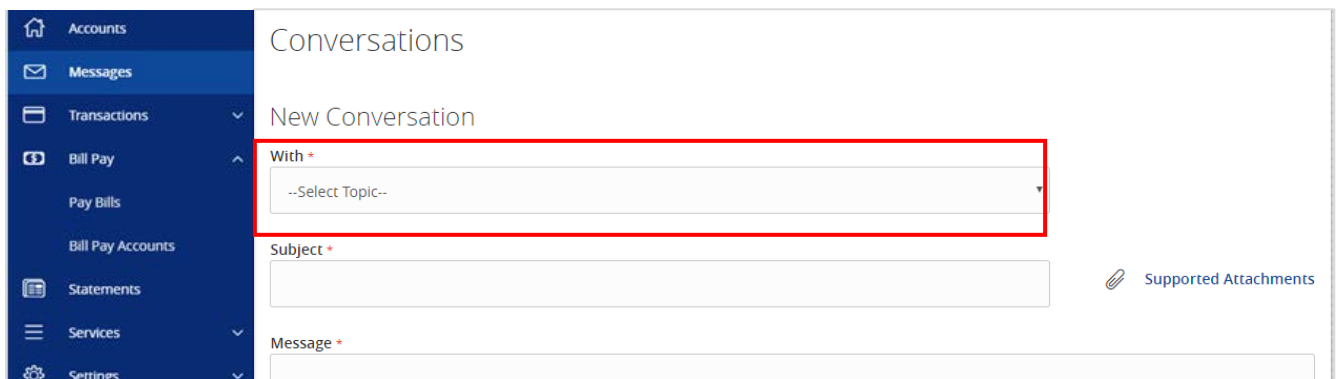 Accounts
Messages
Transactions
Bill Pay
Pay Bills
Bill Pay Accounts
Statements
Services
Settings
Conversations
New Conversation
With *
--Select Topic--
Subject *
Supported Attachments
Message *